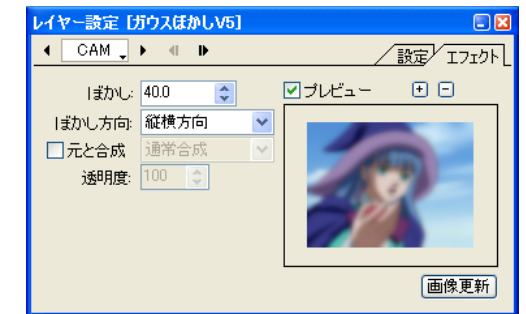 レイヤー設定 [ガウスぼかしV5]
CAM
設定 エフェクト
ぼかし: 40.0
ぼかし方向: 縦横方向
元と合成 通常合成
透明度: 100
プレビュー
画像更新